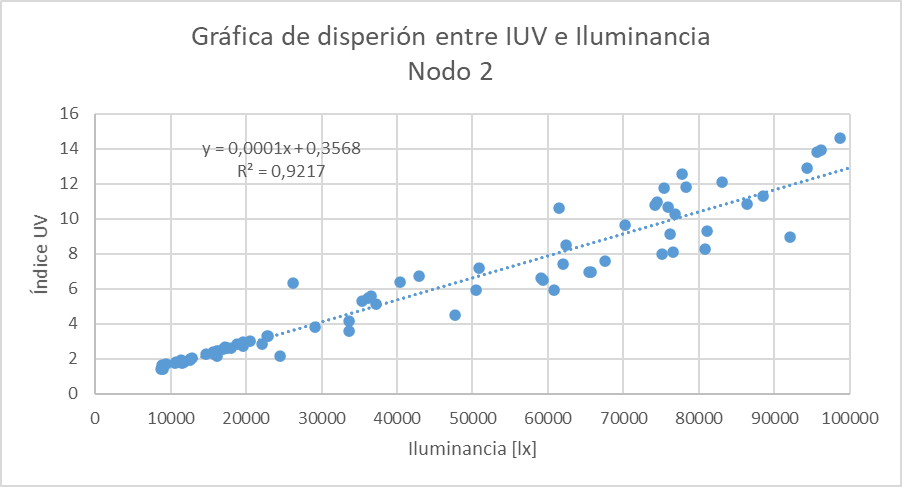 Gráfica de disperión entre IUV e Iluminancia
Nodo 2
16
14
12
10
8
6
4
2
0
y = 0,0001x + 0,3568
R² = 0,9217
Índice UV
0 10000 20000 30000 40000 50000 60000 70000 80000 90000 100000
Iluminancia [lx]